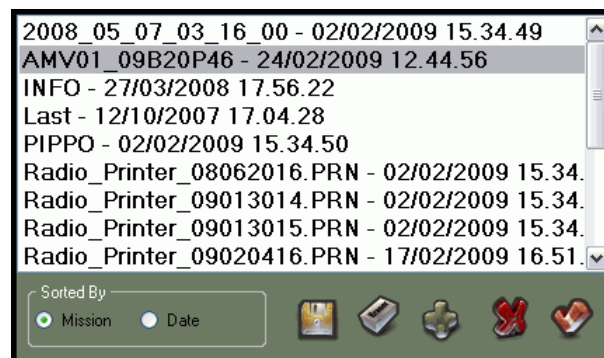 2008_05_07_03_16_00 - 02/02/2009 15.34.49
AMV01_09B20P46 - 24/02/2009 12.44.56
INFO - 27/03/2008 17.56.22
Last - 12/10/2007 17.04.28
PIPPO - 02/02/2009 15.34.50
Radio_Printer_08062016.PRN - 02/02/2009 15.34.
Radio_Printer_09013014.PRN - 02/02/2009 15.34.
Radio_Printer_09013015.PRN - 02/02/2009 15.34.
Radio_Printer_09020416.PRN - 17/02/2009 16.51.
Sorted By
Mission Date